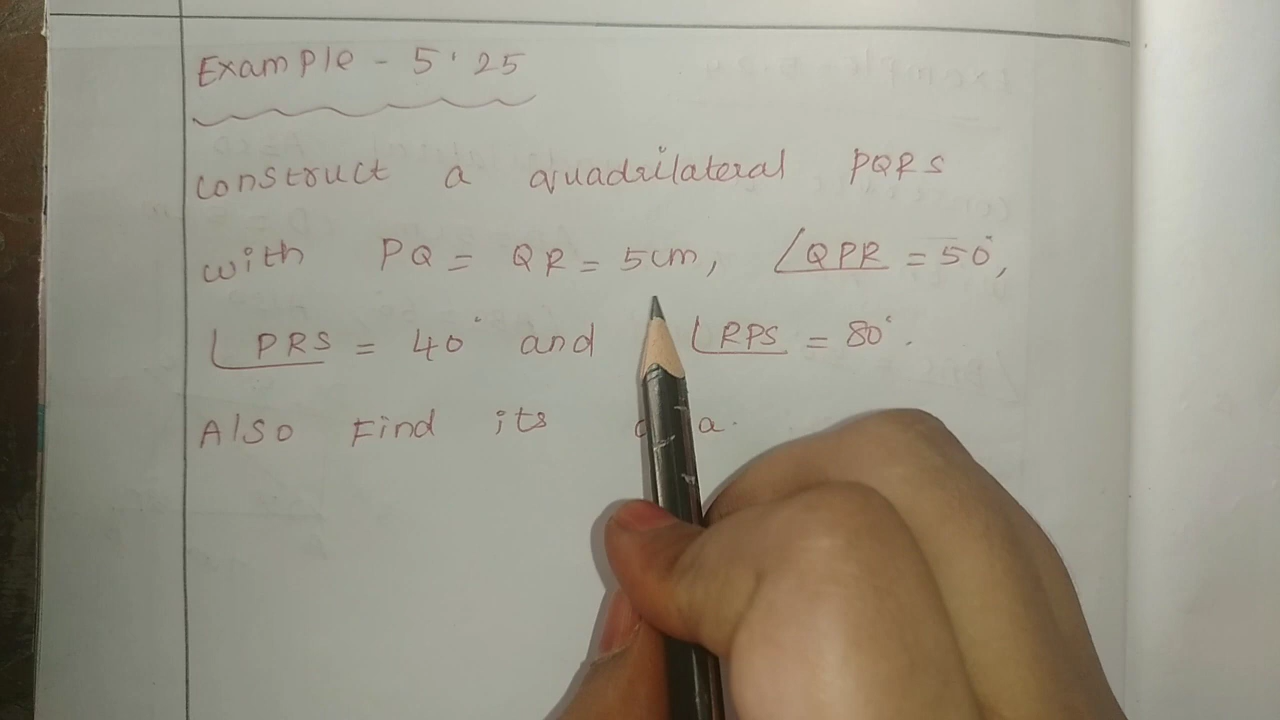 Example - 5.25
construct a quadrilateral PQRS
with PQ = QR = 5cm, ∠QPR = 50°,
∠PRS = 40° and ∠RPS = 80°.
Also Find its